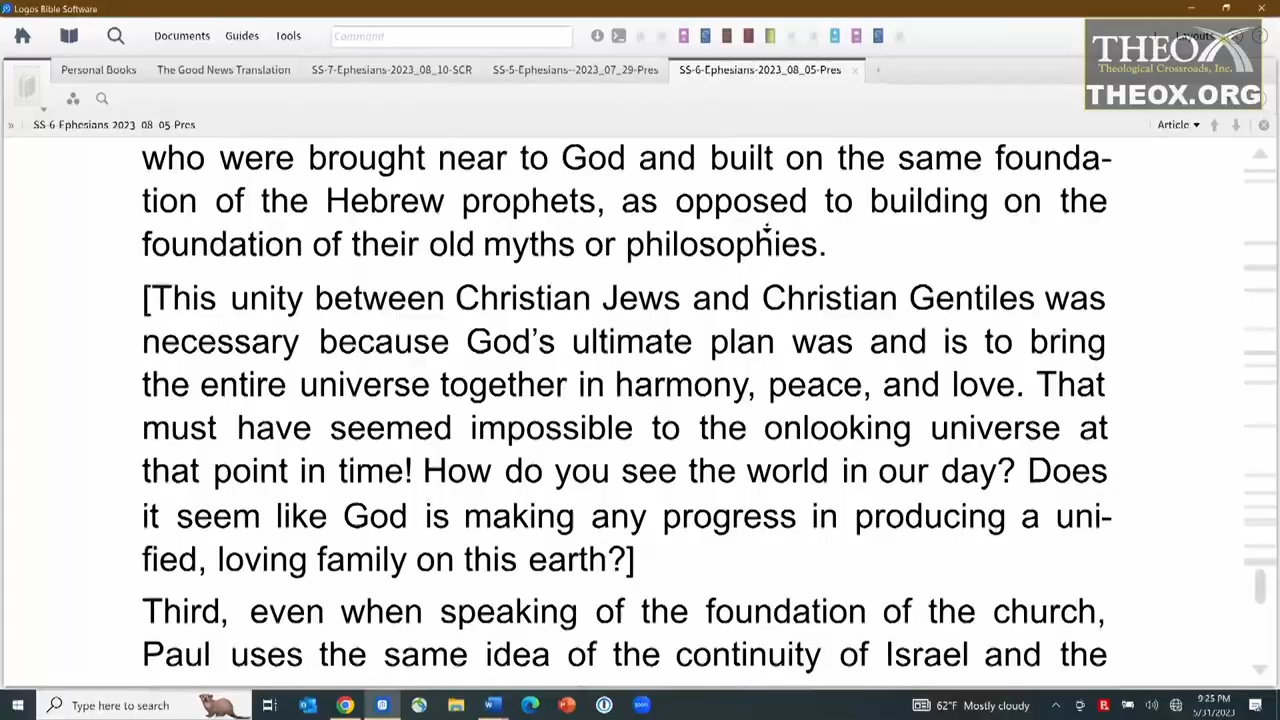 Logos Bible Software
Documents Guides Tools Command Layouts
THEOX
Theological Crossroads, Inc.
THEOX.ORG
Personal Books The Good News Translation SS-7-Ephesians-2023_08_12-SSG SS-5-Ephesians--2023_07_29-Pres SS-6-Ephesians-2023_08_05-Pres
SS-6-Ephesians-2023_08_05-Pres Article
who were brought near to God and built on the same founda-
tion of the Hebrew prophets, as opposed to building on the
foundation of their old myths or philosophies.
[This unity between Christian Jews and Christian Gentiles was
necessary because God’s ultimate plan was and is to bring
the entire universe together in harmony, peace, and love. That
must have seemed impossible to the onlooking universe at
that point in time! How do you see the world in our day? Does
it seem like God is making any progress in producing a uni-
fied, loving family on this earth?]
Third, even when speaking of the foundation of the church,
Paul uses the same idea of the continuity of Israel and the
Type here to search 62°F Mostly cloudy 9:25 PM
5/31/2023